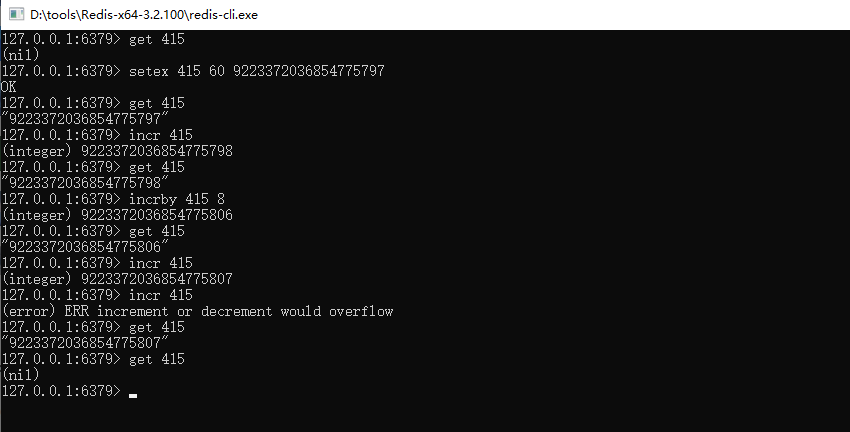 D:\tools\Redis-x64-3.2.100\redis-cli.exe
127.0.0.1:6379> get 415
(nil)
127.0.0.1:6379> setex 415 60 9223372036854775797
OK
127.0.0.1:6379> get 415
"9223372036854775797"
127.0.0.1:6379> incr 415
(integer) 9223372036854775798
127.0.0.1:6379> get 415
"9223372036854775798"
127.0.0.1:6379> incrby 415 8
(integer) 9223372036854775806
127.0.0.1:6379> get 415
"9223372036854775806"
127.0.0.1:6379> incr 415
(integer) 9223372036854775807
127.0.0.1:6379> incr 415
(error) ERR increment or decrement would overflow
127.0.0.1:6379> get 415
"9223372036854775807"
127.0.0.1:6379> get 415
(nil)
127.0.0.1:6379>